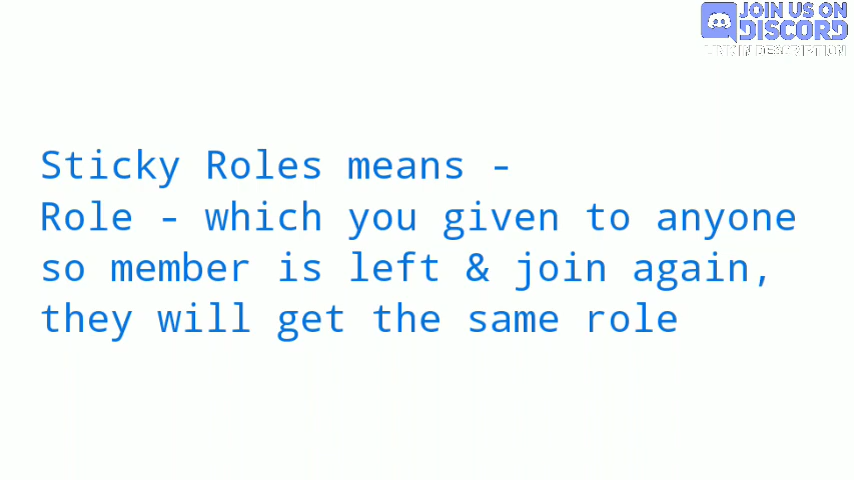 JOIN US ON
DISCORD
LINK IN DESCRIPTION
Sticky Roles means -
Role - which you given to anyone
so member is left & join again,
they will get the same role